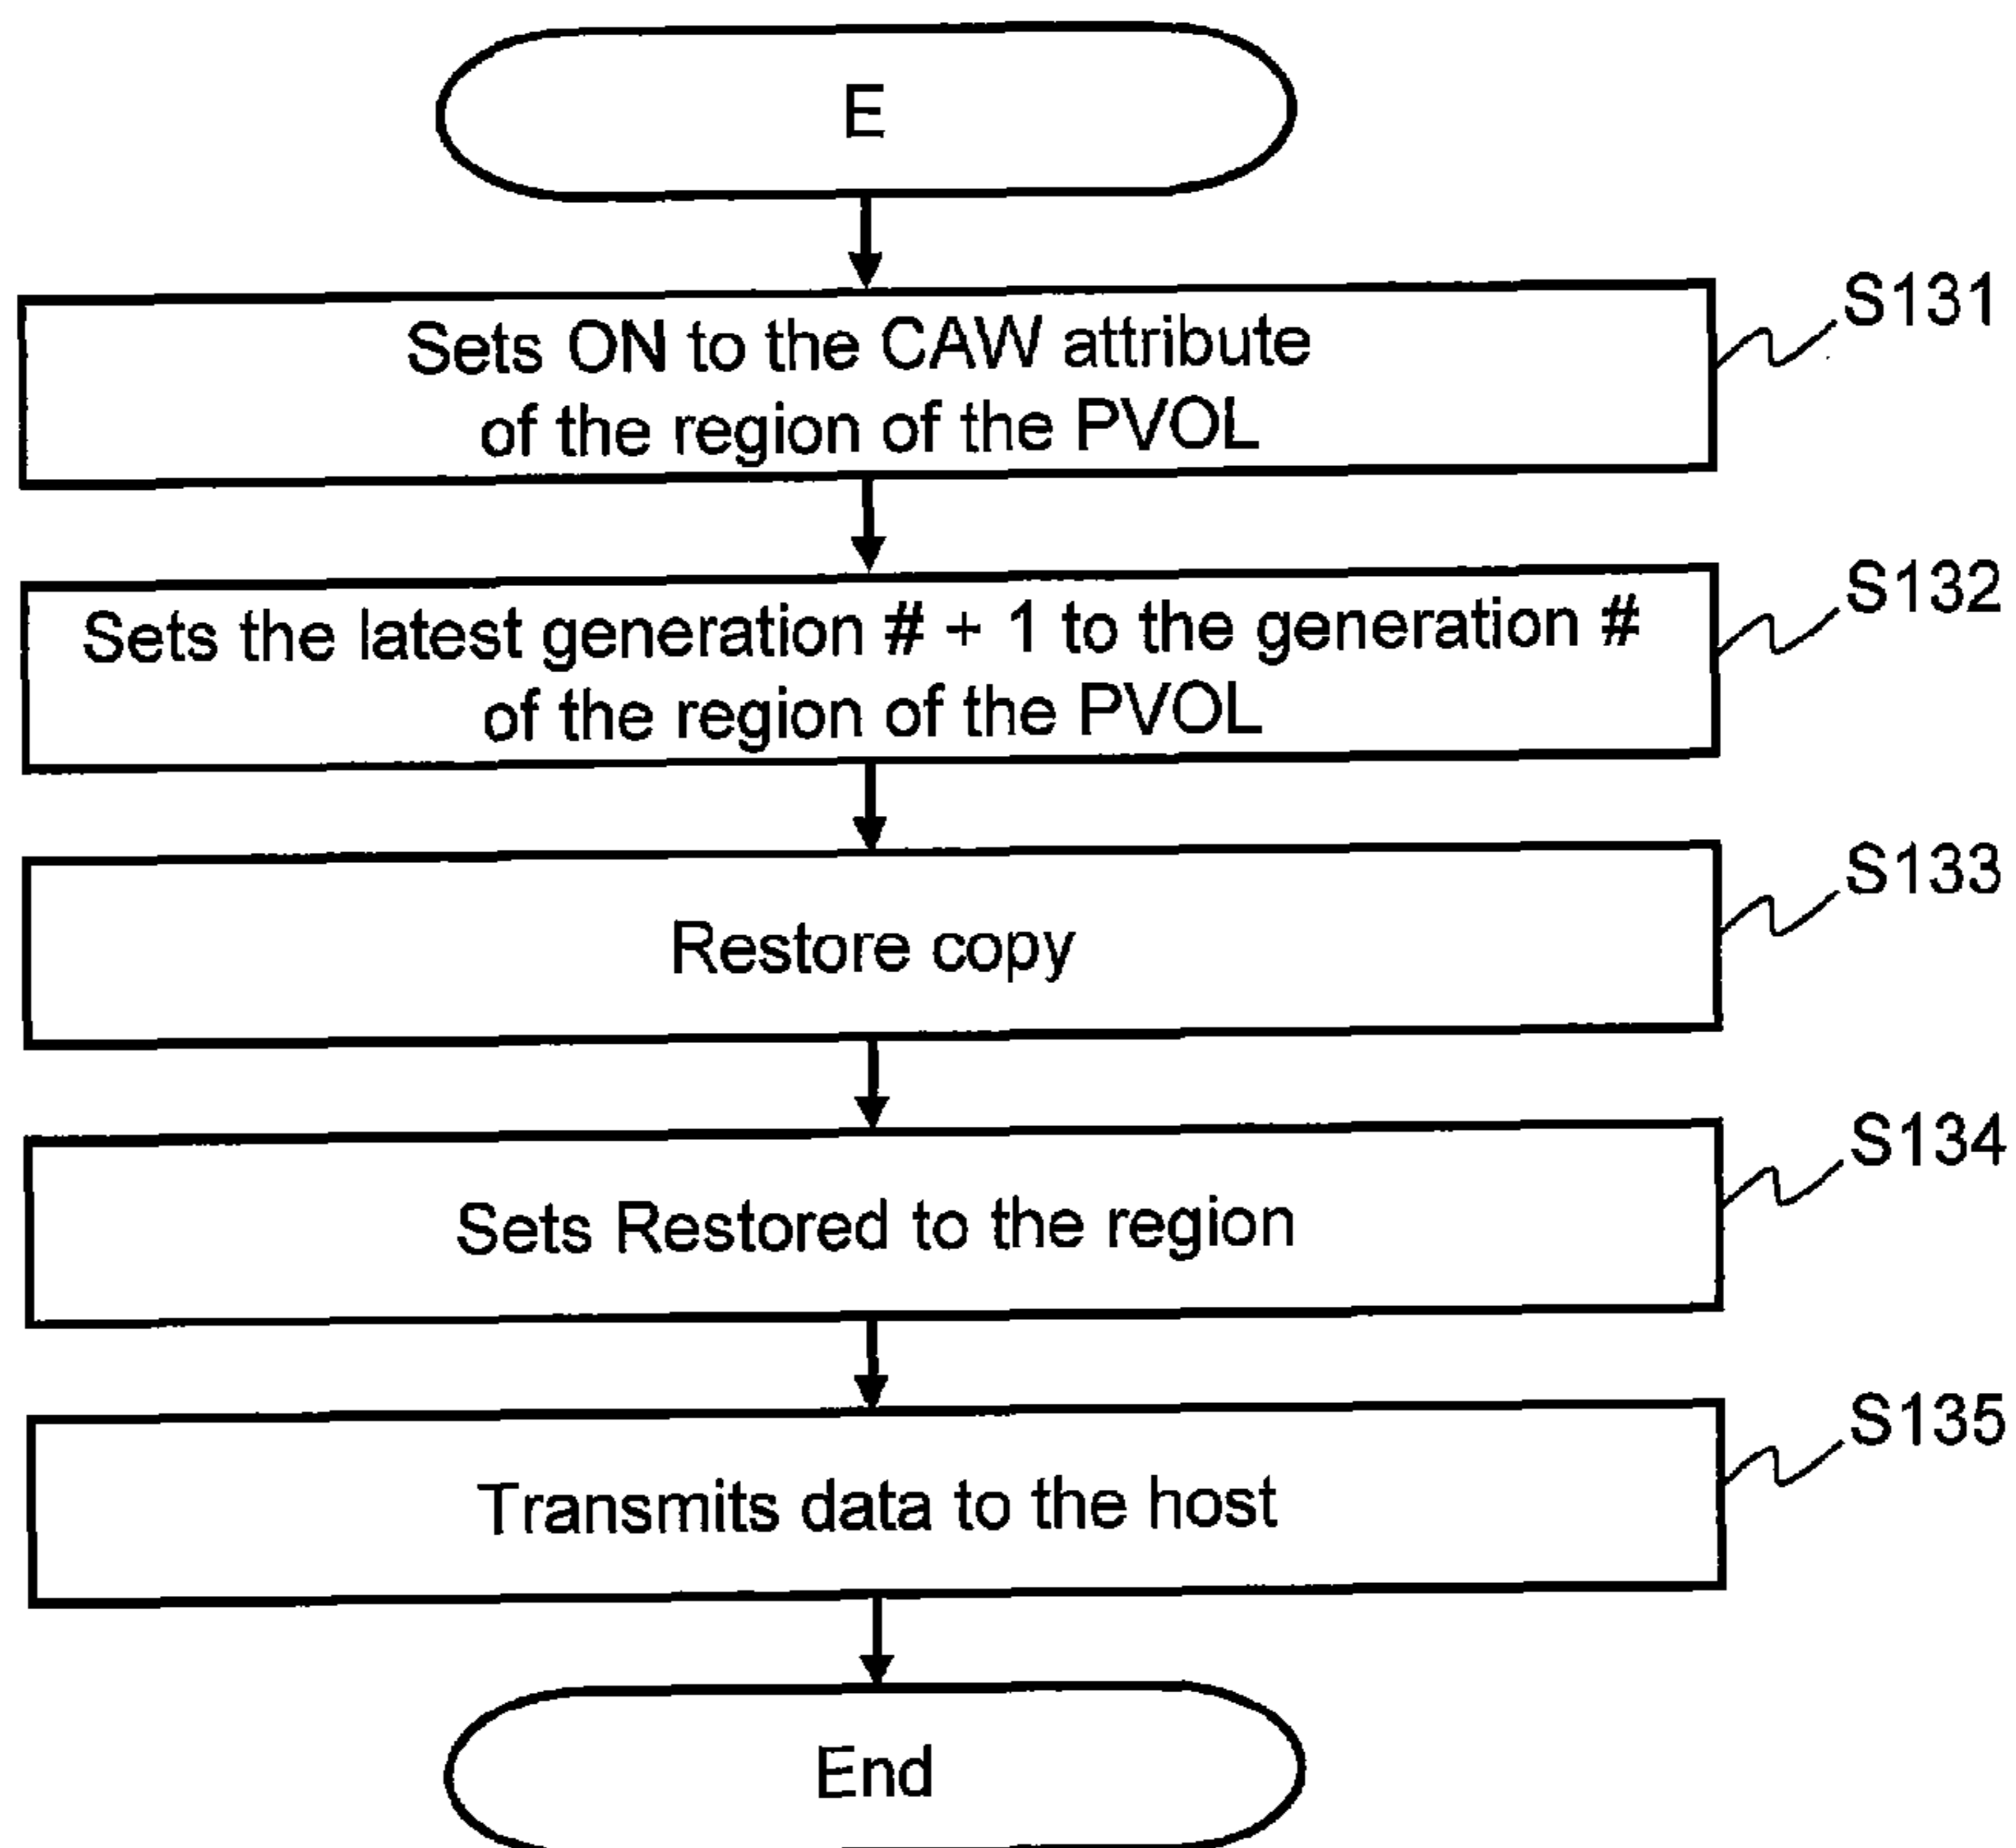 E
S131
Sets ON to the CAW attribute
of the region of the PVOL
S132
Sets the latest generation # + 1 to the generation #
of the region of the PVOL
S133
Restore copy
S134
Sets Restored to the region
S135
Transmits data to the host
End